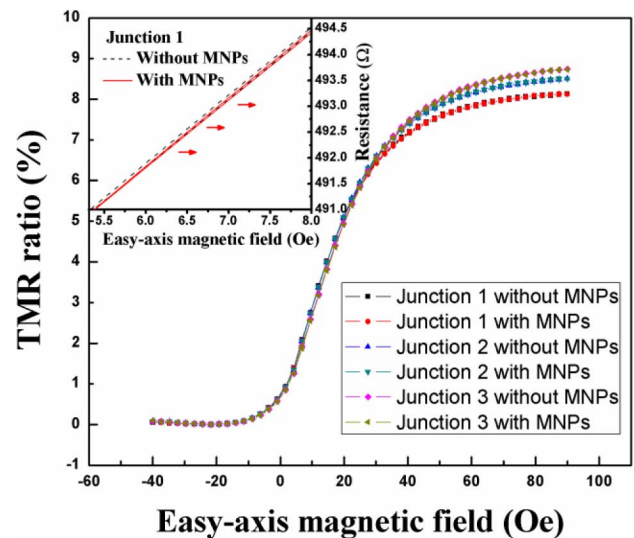 TMR ratio (%)
10
9
8
7
6
5
4
3
2
1
0
-1
-60
-40
-20
0
20
40
60
80
100
Easy-axis magnetic field (Oe)
Junction 1
Without MNPs
With MNPs
5.5
6.0
6.5
7.0
7.5
8.0
Easy-axis magnetic field (Oe)
494.5
494.0
493.5
493.0
492.5
492.0
491.5
491.0
Resistance (Ω)
Junction 1 without MNPs
Junction 1 with MNPs
Junction 2 without MNPs
Junction 2 with MNPs
Junction 3 without MNPs
Junction 3 with MNPs